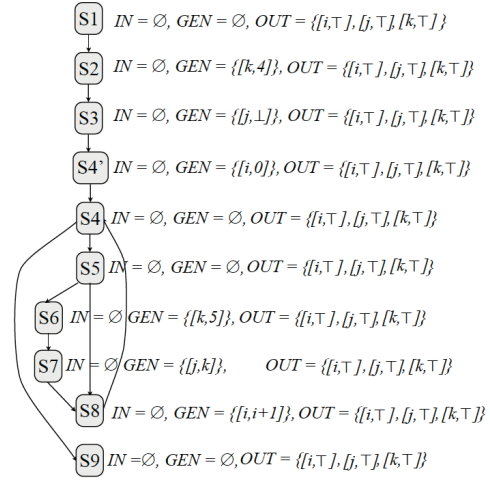 S1 IN = ∅, GEN = ∅, OUT = {[i,⊤],[j,⊤],[k,⊤]}
S2 IN = ∅, GEN = {[k,4]}, OUT = {[i,⊤],[j,⊤],[k,⊤]}
S3 IN = ∅, GEN = {[j,⊥]}, OUT = {[i,⊤],[j,⊤],[k,⊤]}
S4’ IN = ∅, GEN = {[i,0]}, OUT = {[i,⊤],[j,⊤],[k,⊤]}
S4 IN = ∅, GEN = ∅, OUT = {[i,⊤],[j,⊤],[k,⊤]}
S5 IN = ∅, GEN = ∅, OUT = {[i,⊤],[j,⊤],[k,⊤]}
S6 IN = ∅ GEN = {[k,5]}, OUT = {[i,⊤],[j,⊤],[k,⊤]}
S7 IN = ∅ GEN = {[j,k]}, OUT = {[i,⊤],[j,⊤],[k,⊤]}
S8 IN = ∅, GEN = {[i,i+1]}, OUT = {[i,⊤],[j,⊤],[k,⊤]}
S9 IN =∅, GEN = ∅, OUT = {[i,⊤],[j,⊤],[k,⊤]}